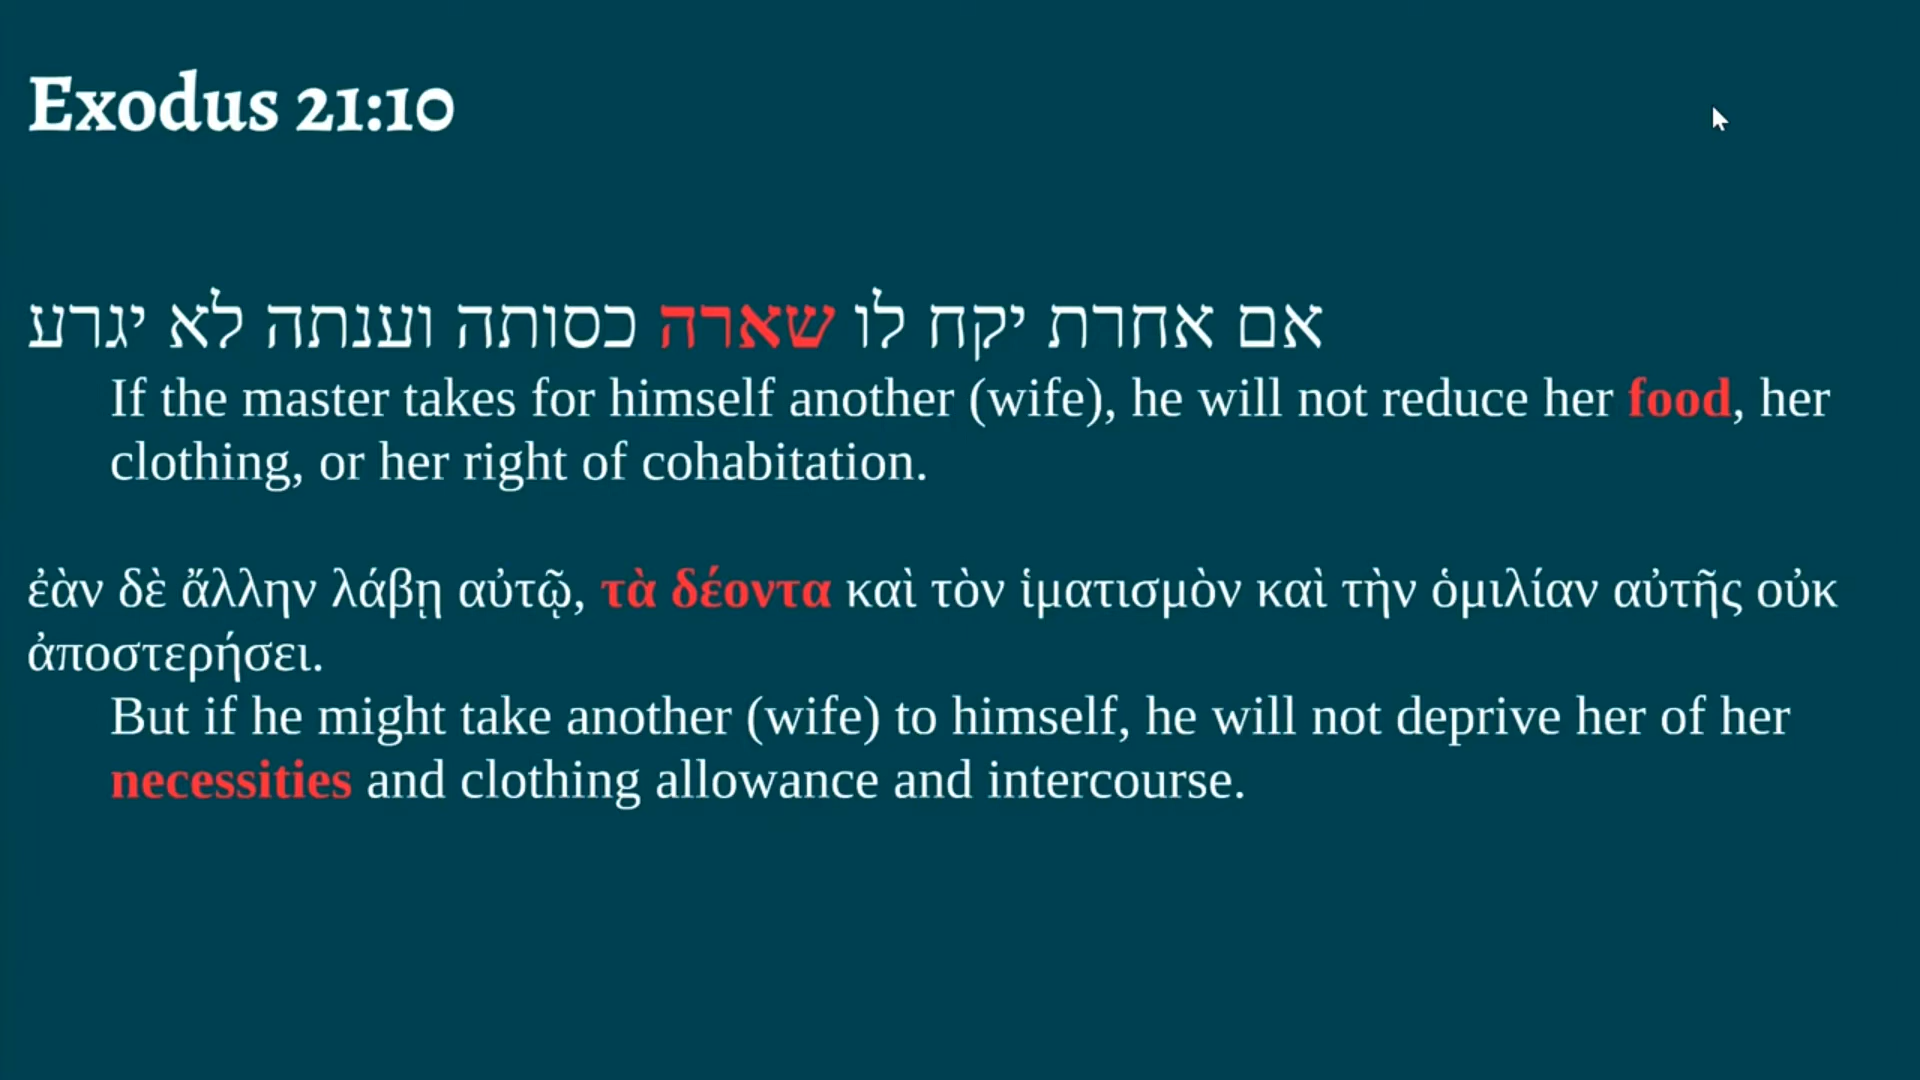 Exodus 21:10
אם אחרת יקח לו שארה כסותה וענתה לא יגרע
If the master takes for himself another (wife), he will not reduce her food, her
clothing, or her right of cohabitation.
ἐὰν δὲ ἄλλην λάβῃ αὐτῷ, τὰ δέοντα καὶ τὸν ἱματισμὸν καὶ τὴν ὁμιλίαν αὐτῆς οὐκ
ἀποστερήσει.
But if he might take another (wife) to himself, he will not deprive her of her
necessities and clothing allowance and intercourse.